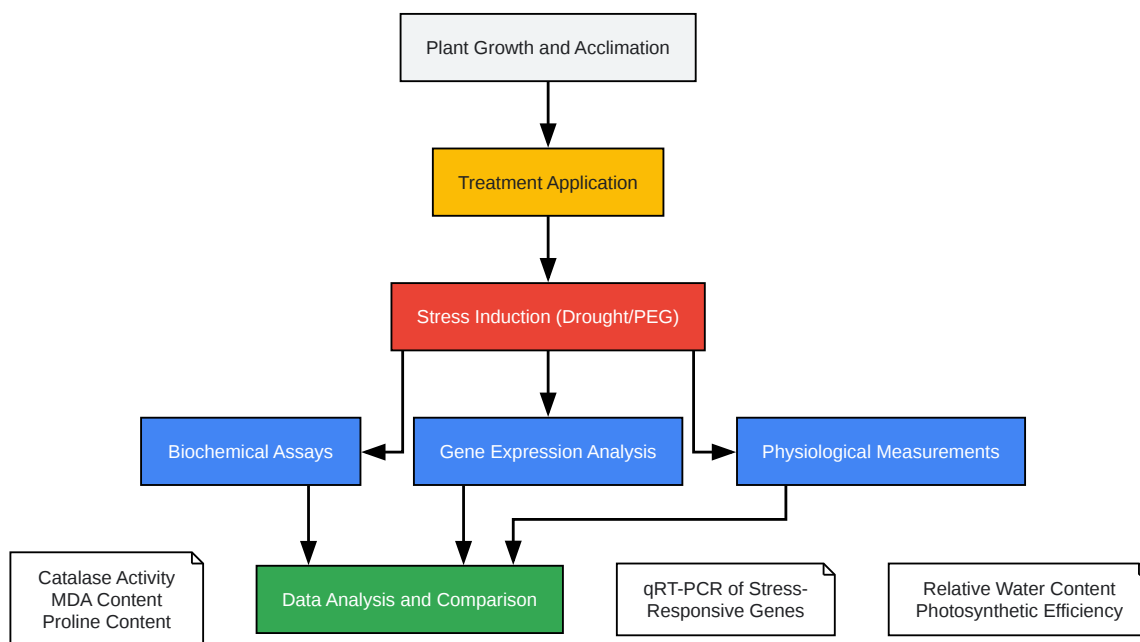 Plant Growth and Acclimation
Treatment Application
Stress Induction (Drought/PEG)
Biochemical Assays
Gene Expression Analysis
Physiological Measurements
Catalase Activity
MDA Content
Proline Content
Data Analysis and Comparison
qRT-PCR of Stress-
Responsive Genes
Relative Water Content
Photosynthetic Efficiency